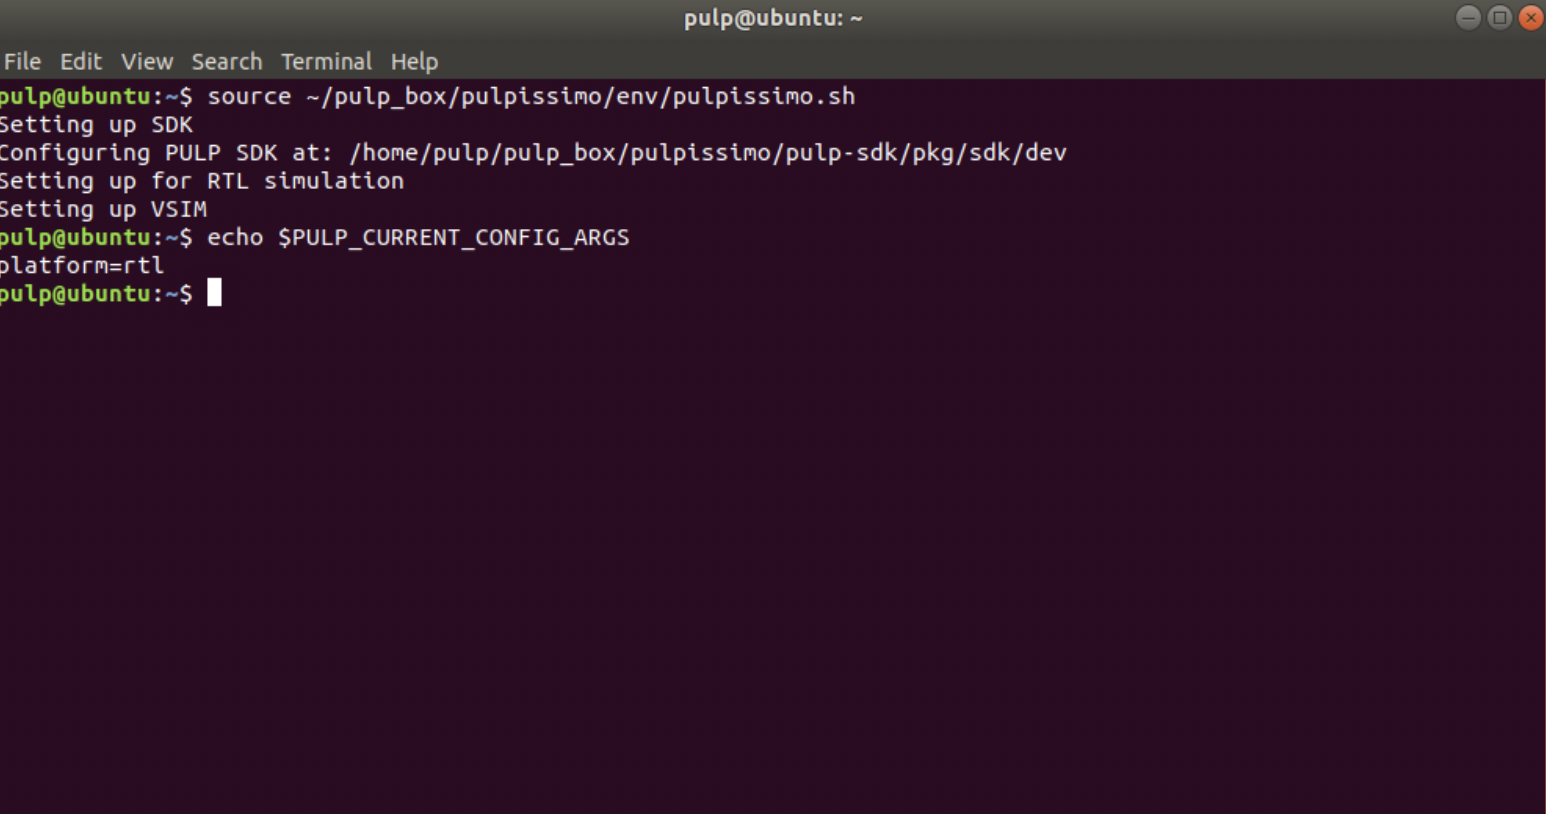 pulp@ubuntu: ~
File Edit View Search Terminal Help
pulp@ubuntu:~$ source ~/pulp_box/pulpissimo/env/pulpissimo.sh
Setting up SDK
Configuring PULP SDK at: /home/pulp/pulp_box/pulpissimo/pulp-sdk/pkg/sdk/dev
Setting up for RTL simulation
Setting up VSIM
pulp@ubuntu:~$ echo $PULP_CURRENT_CONFIG_ARGS
platform=rtl
pulp@ubuntu:~$